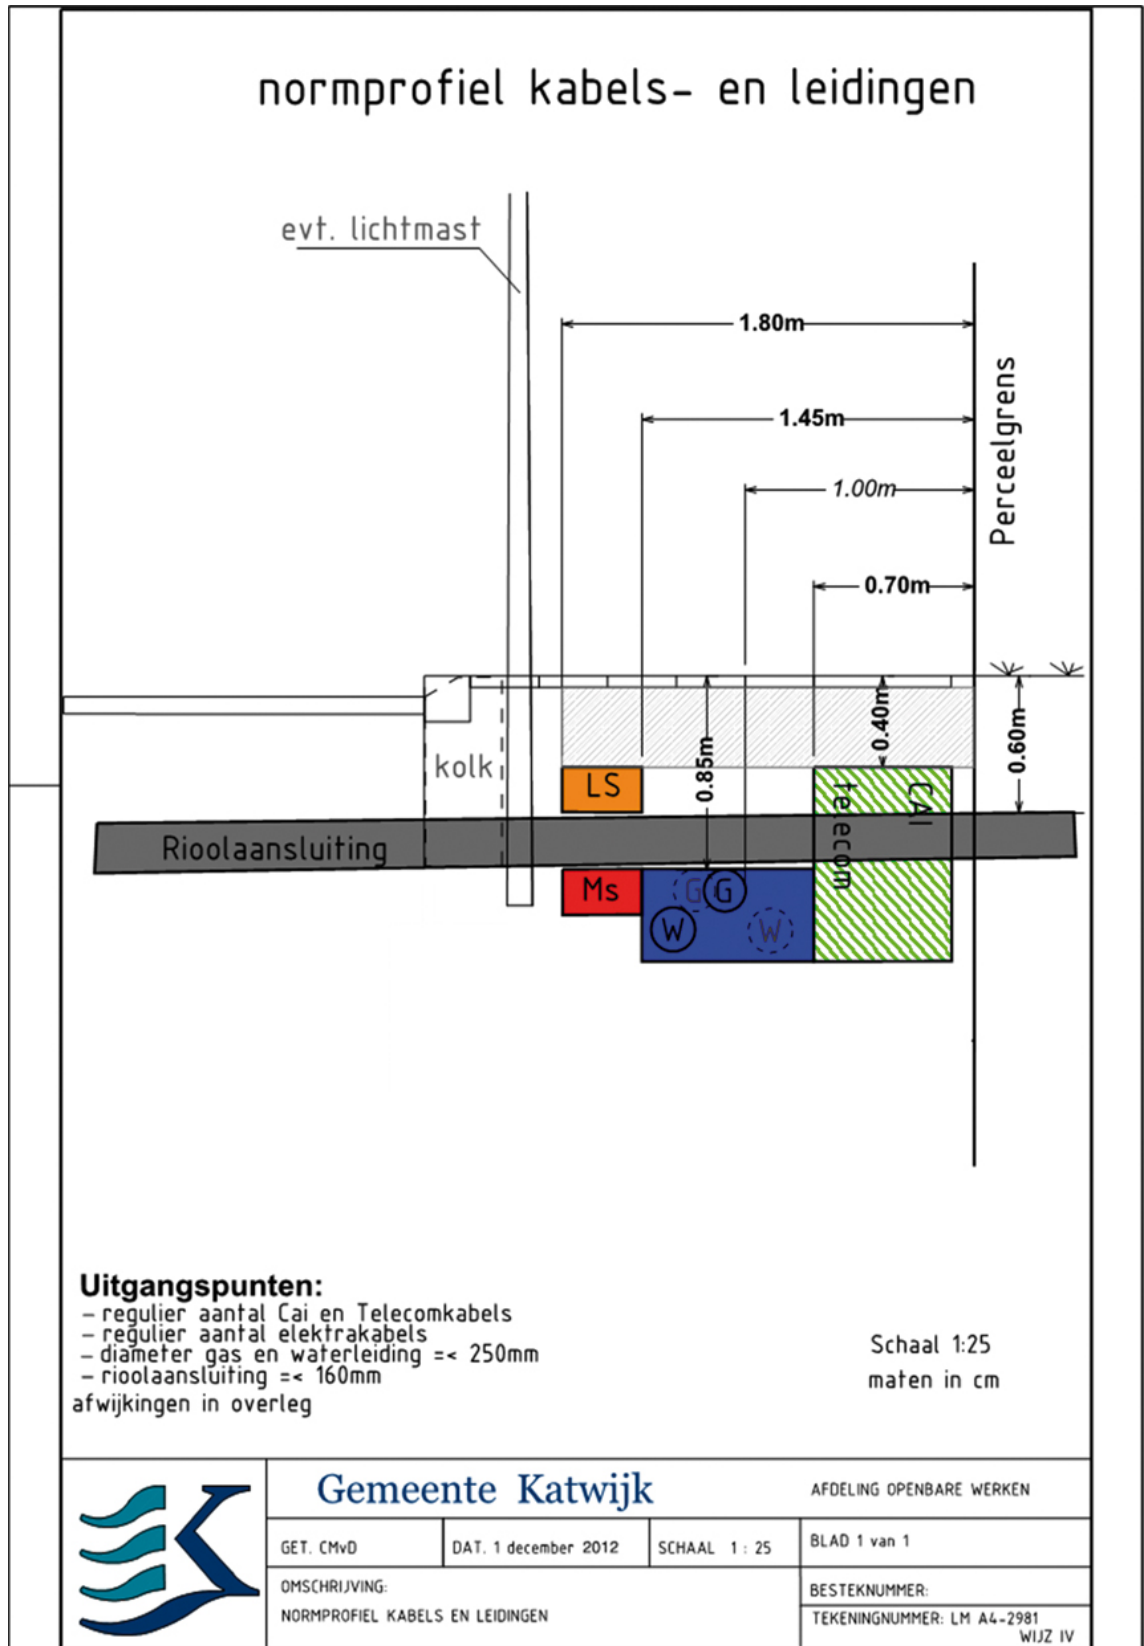 normprofiel kabels- en leidingen
evt. lichtmast
1.80m
1.45m
1.00m
0.70m
Perceelgrens
0.40m
0.60m
0.85m
kolk
LS
telecom
CAI
Rioolaansluiting
Ms
G
G
W
W
Uitgangspunten:
- regulier aantal Cai en Telecomkabels
- regulier aantal elektrakabels
- diameter gas en waterleiding =< 250mm
- rioolaansluiting =< 160mm
afwijkingen in overleg
Schaal 1:25
maten in cm
Gemeente Katwijk
AFDELING OPENBARE WERKEN
GET. CMvD
DAT. 1 december 2012
SCHAAL 1 : 25
BLAD 1 van 1
OMSCHRIJVING:
NORMPROFIEL KABELS EN LEIDINGEN
BESTEKNUMMER:
TEKENINGNUMMER: LM A4-2981
WIJZ IV